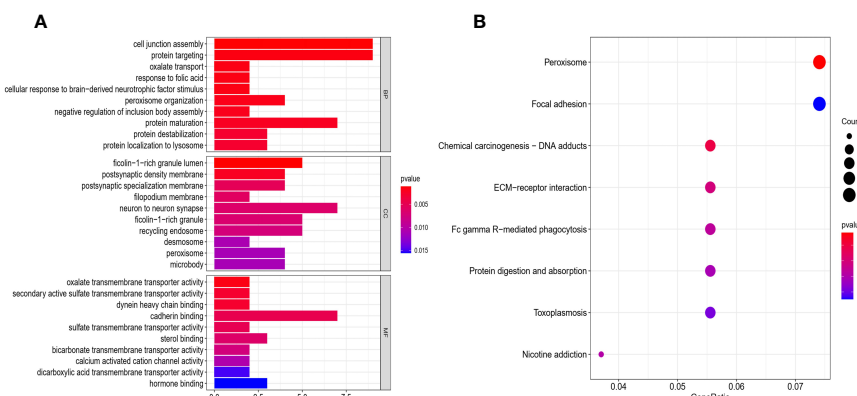 A
cell junction assembly
protein targeting
oxalate transport
response to folic acid
cellular response to brain−derived neurotrophic factor stimulus
peroxisome organization
negative regulation of inclusion body assembly
protein maturation
protein destabilization
protein localization to lysosome
BP
ficolin−1−rich granule lumen
postsynaptic density membrane
postsynaptic specialization membrane
filopodium membrane
neuron to neuron synapse
ficolin−1−rich granule
recycling endosome
desmosome
peroxisome
microbody
CC
oxalate transmembrane transporter activity
secondary active sulfate transmembrane transporter activity
dynein heavy chain binding
cadherin binding
sulfate transmembrane transporter activity
sterol binding
bicarbonate transmembrane transporter activity
calcium activated cation channel activity
dicarboxylic acid transmembrane transporter activity
hormone binding
MF
pvalue
0.005
0.010
0.015
B
Peroxisome
Focal adhesion
Chemical carcinogenesis − DNA adducts
ECM−receptor interaction
Fc gamma R−mediated phagocytosis
Protein digestion and absorption
Toxoplasmosis
Nicotine addiction
0.04 0.05 0.06 0.07
Coun
pvalu